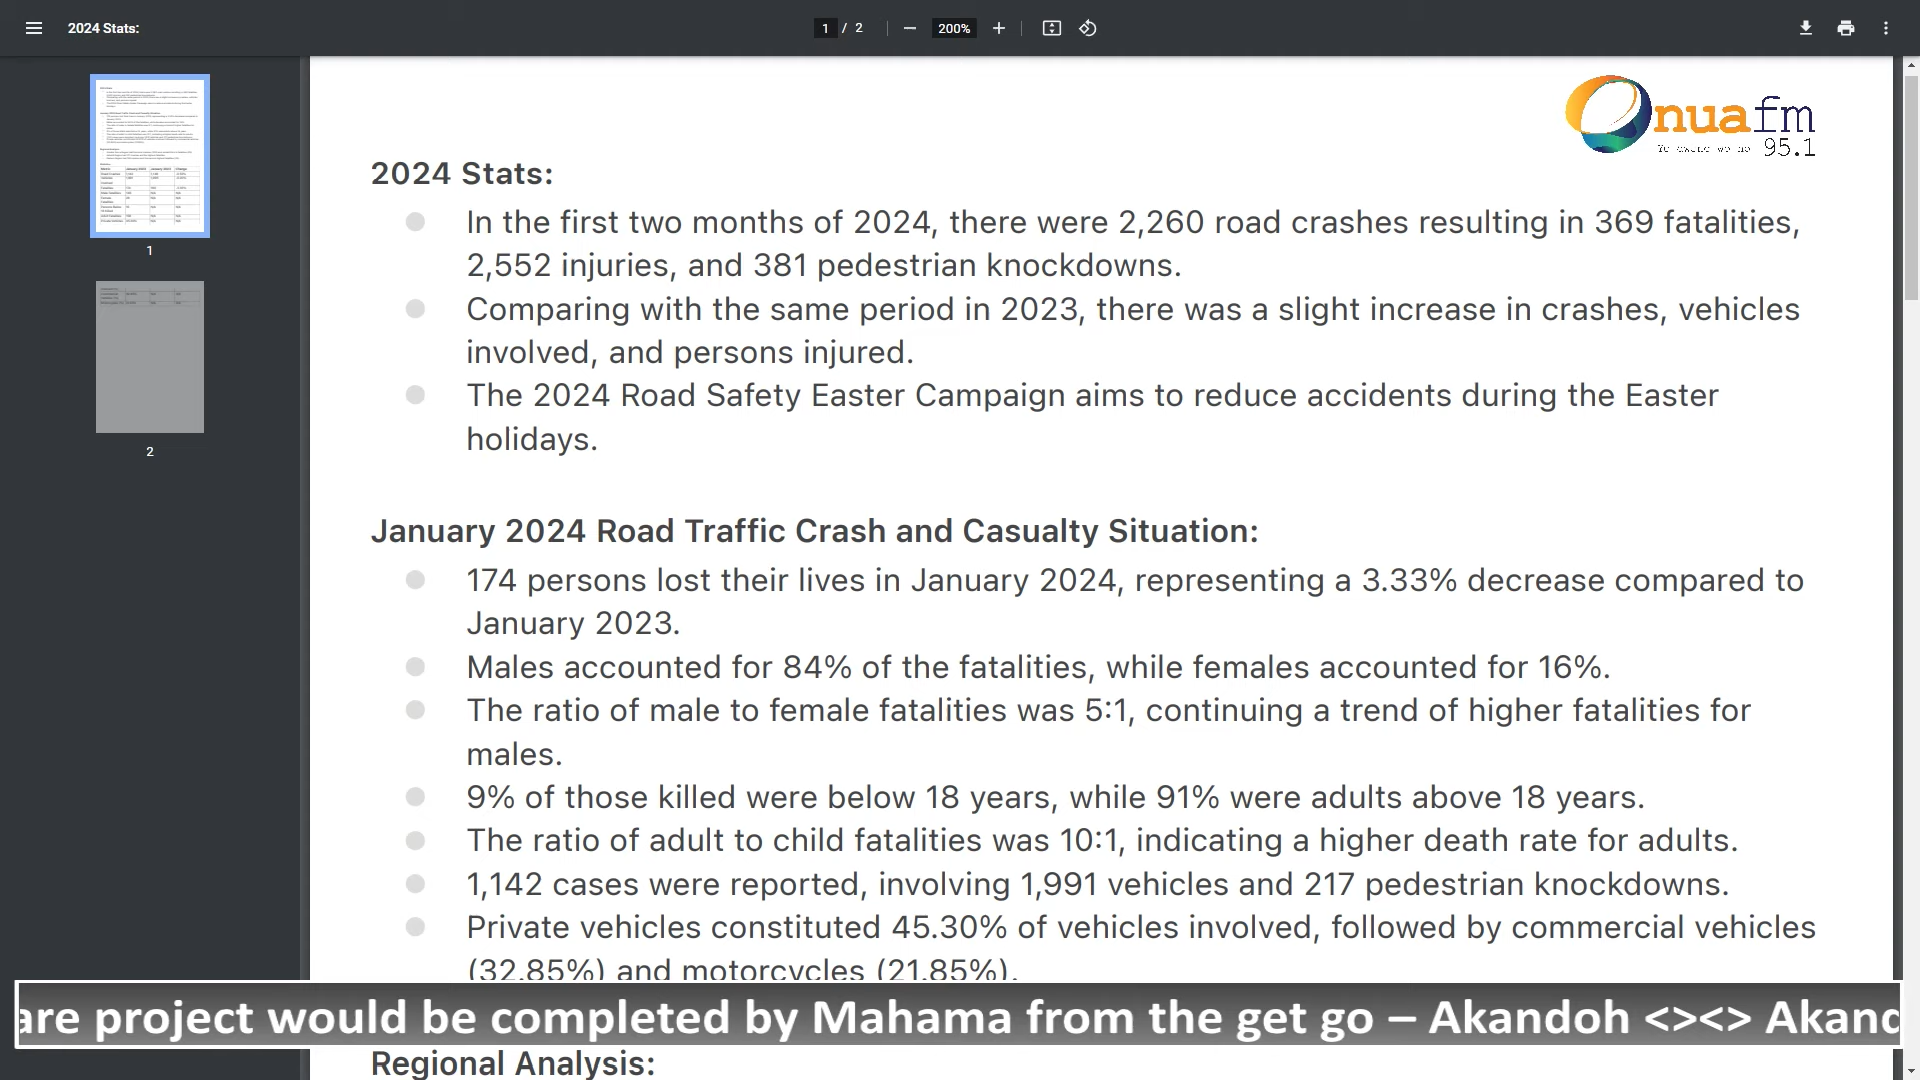 2024 Stats:
1 / 2
200%
1
2
Onua fm
95.1
2024 Stats:
In the first two months of 2024, there were 2,260 road crashes resulting in 369 fatalities,
2,552 injuries, and 381 pedestrian knockdowns.
Comparing with the same period in 2023, there was a slight increase in crashes, vehicles
involved, and persons injured.
The 2024 Road Safety Easter Campaign aims to reduce accidents during the Easter
holidays.
January 2024 Road Traffic Crash and Casualty Situation:
174 persons lost their lives in January 2024, representing a 3.33% decrease compared to
January 2023.
Males accounted for 84% of the fatalities, while females accounted for 16%.
The ratio of male to female fatalities was 5:1, continuing a trend of higher fatalities for
males.
9% of those killed were below 18 years, while 91% were adults above 18 years.
The ratio of adult to child fatalities was 10:1, indicating a higher death rate for adults.
1,142 cases were reported, involving 1,991 vehicles and 217 pedestrian knockdowns.
Private vehicles constituted 45.30% of vehicles involved, followed by commercial vehicles
(32.85%) and motorcycles (21.85%).
are project would be completed by Mahama from the get go – Akandoh <><> Akand
Regional Analysis: